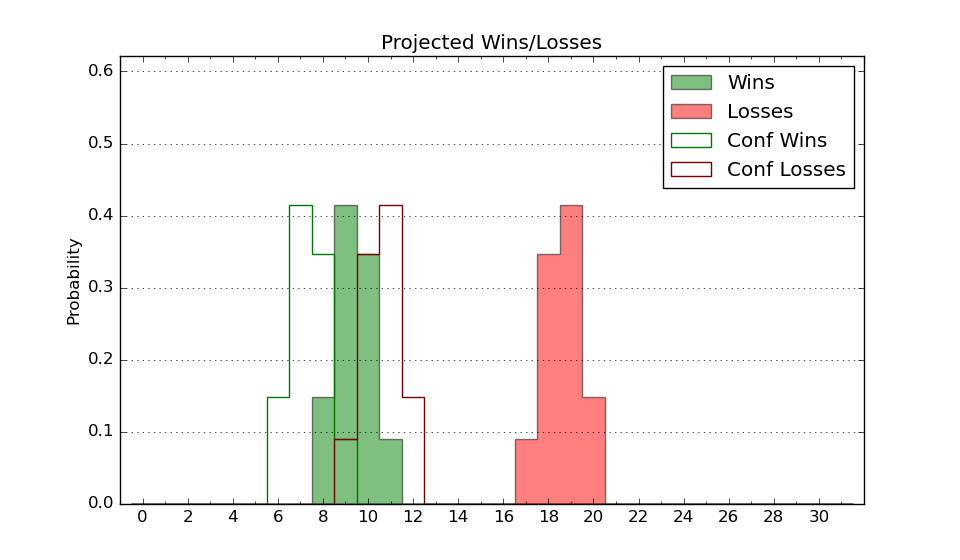 Projected Wins/Losses
Probability
0.6
0.5
0.4
0.3
0.2
0.1
0.0
0 2 4 6 8 10 12 14 16 18 20 22 24 26 28 30
Wins
Losses
Conf Wins
Conf Losses